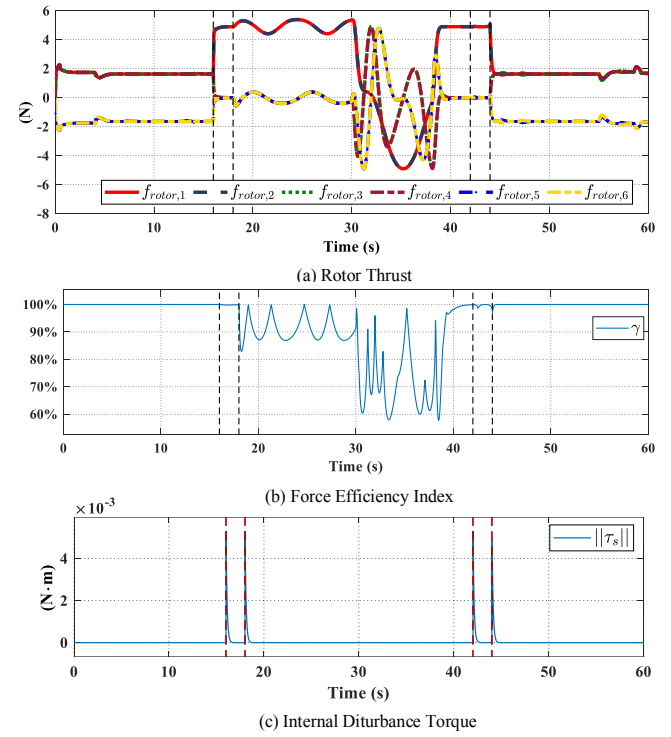 8
6
4
2
0
-2
-4
-6
-8
(N)
f_rotor,1 f_rotor,2 f_rotor,3 f_rotor,4 f_rotor,5 f_rotor,6
0 10 20 30 40 50 60
Time (s)
(a) Rotor Thrust
100%
90%
80%
70%
60%
γ
0 10 20 30 40 50 60
Time (s)
(b) Force Efficiency Index
×10⁻³
4
2
0
(N·m)
||τ_s||
0 10 20 30 40 50 60
Time (s)
(c) Internal Diturbance Torque